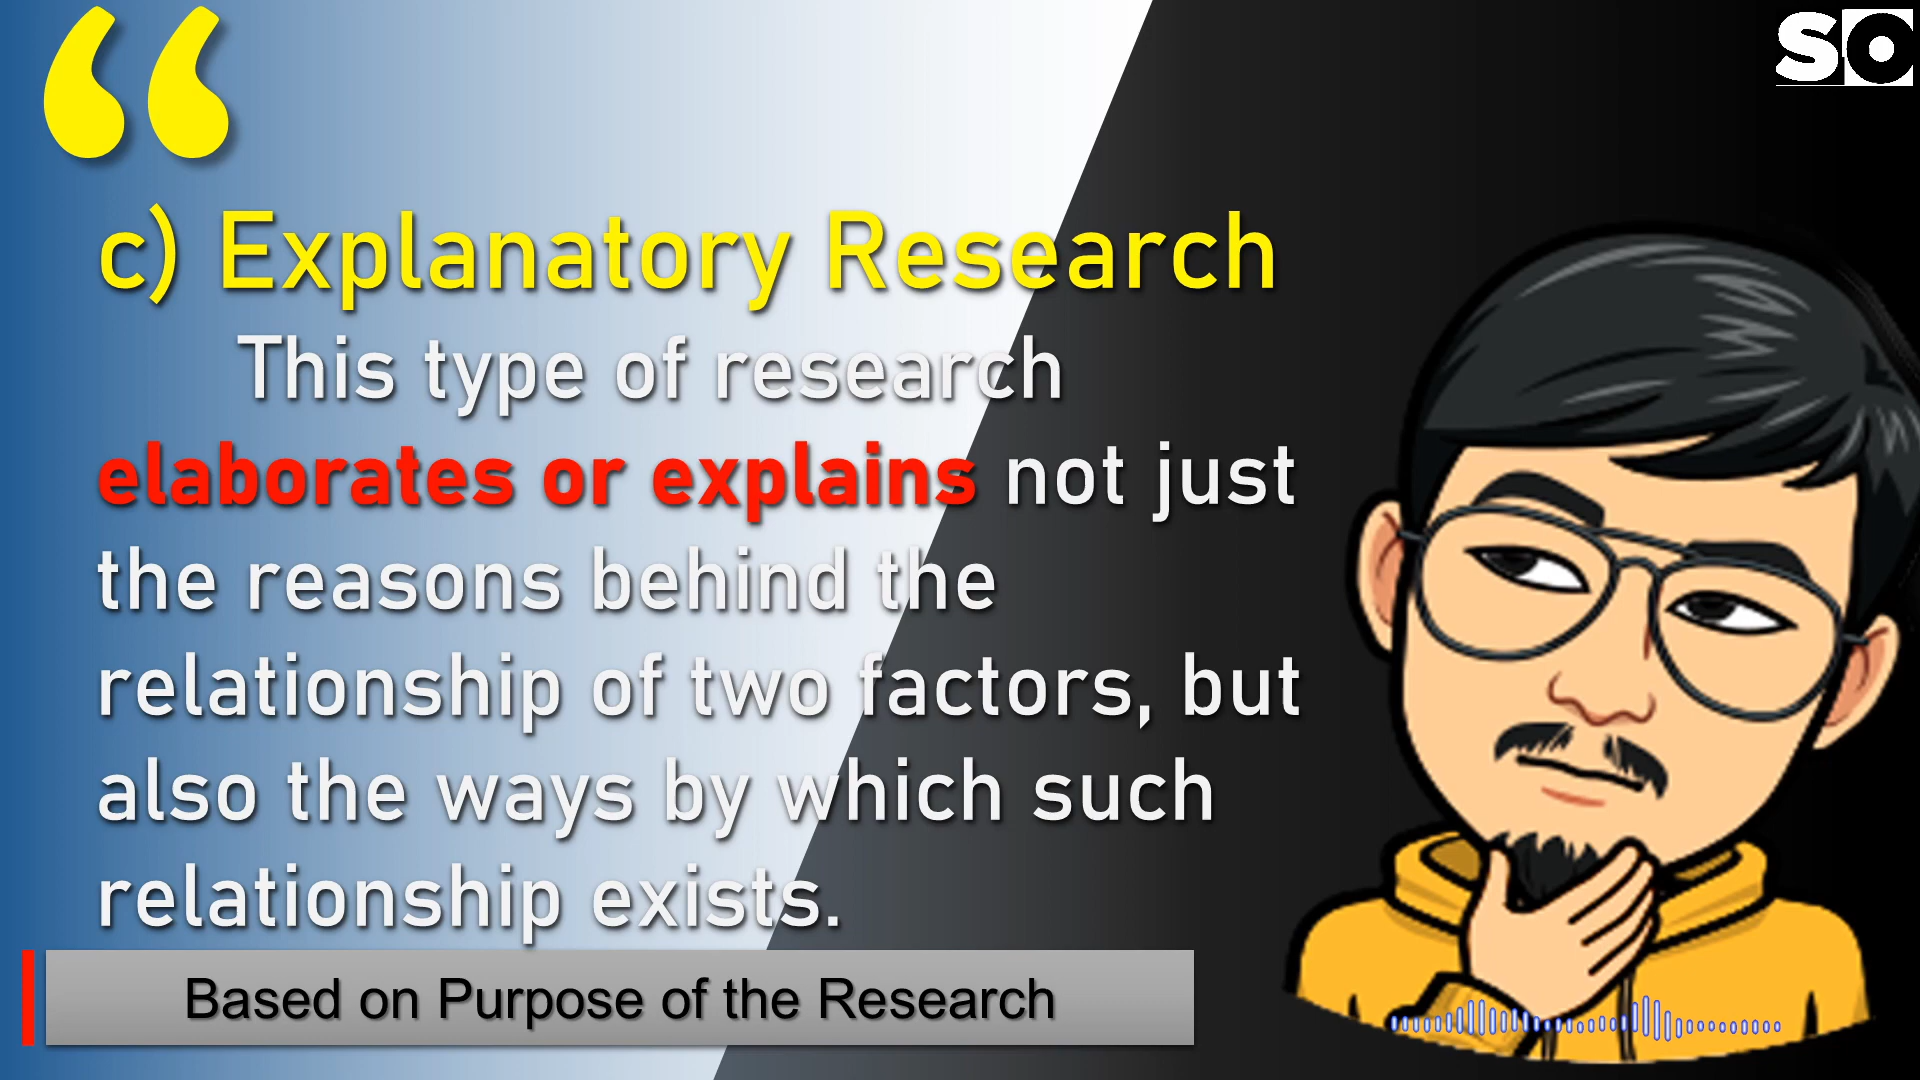 SO
“
c) Explanatory Research
This type of research
elaborates or explains not just
the reasons behind the
relationship of two factors, but
also the ways by which such
relationship exists.
Based on Purpose of the Research